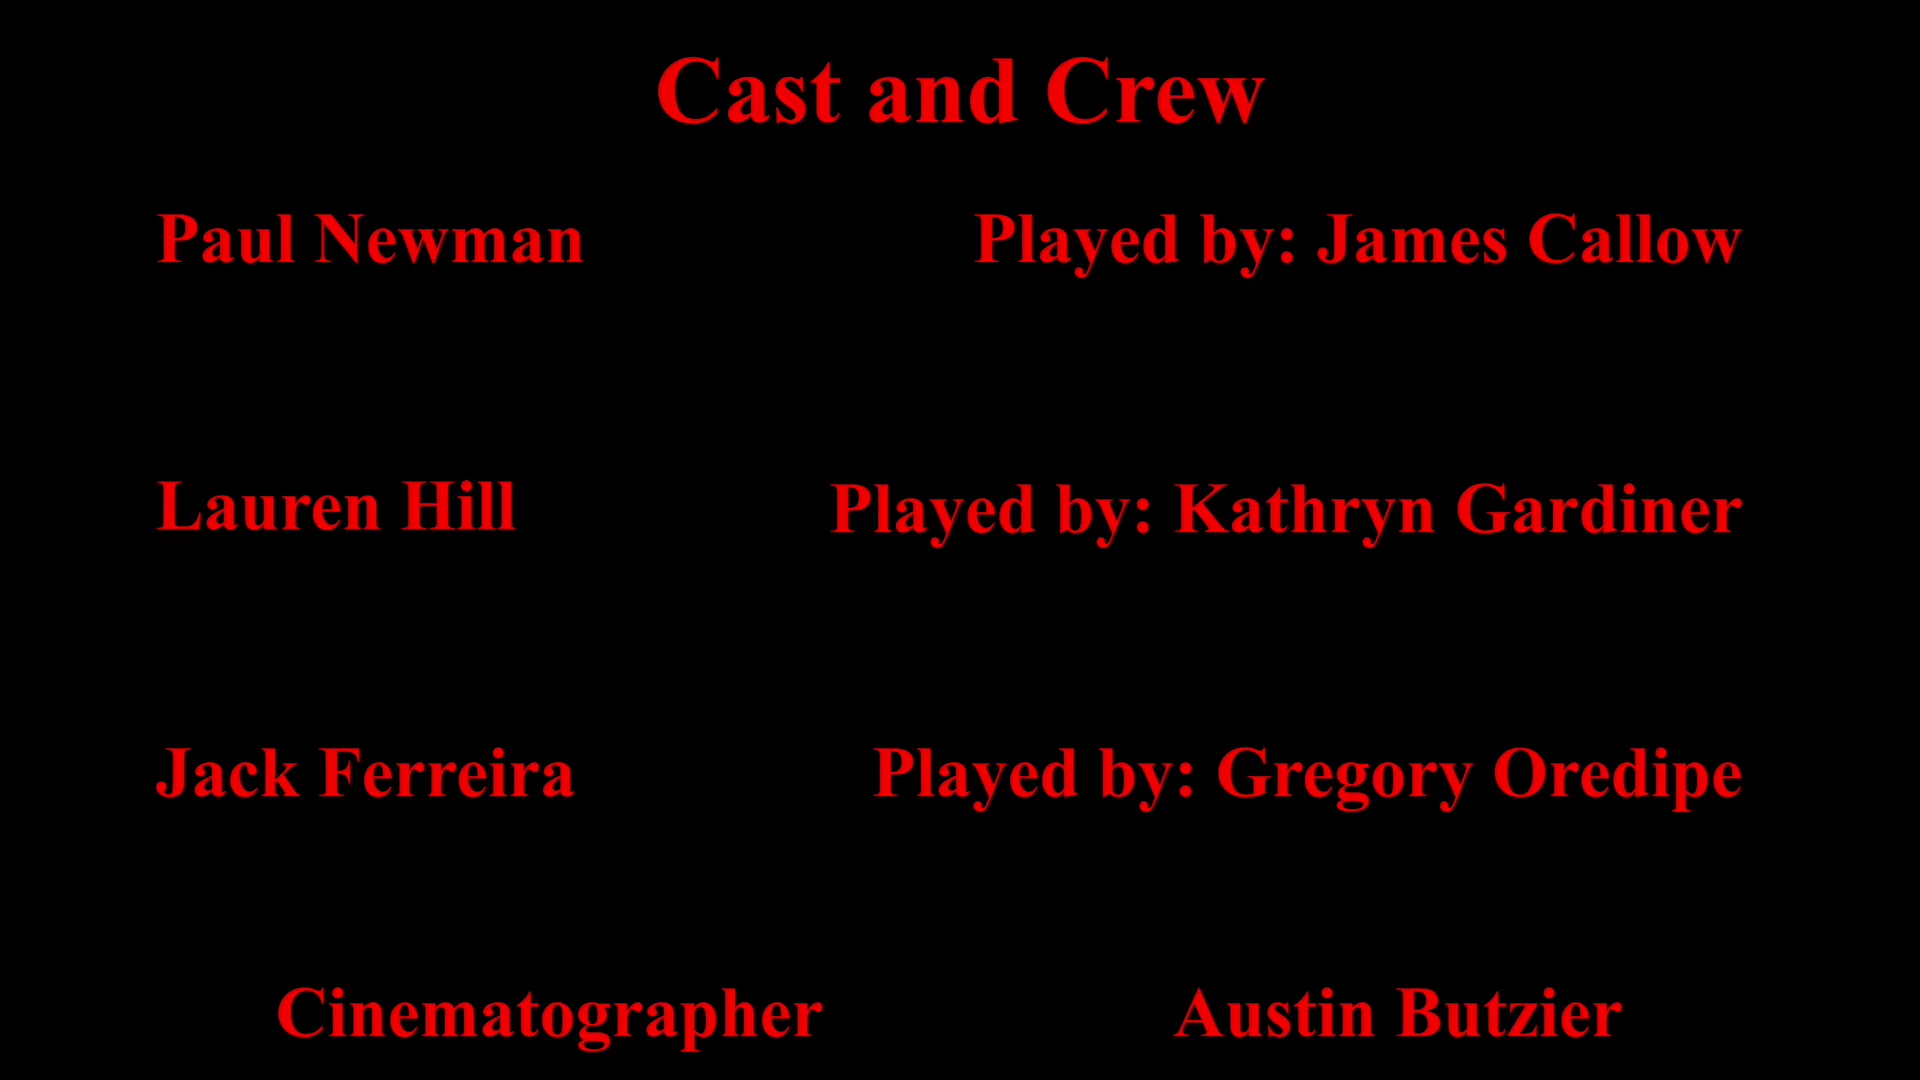 Cast and Crew
Paul Newman Played by: James Callow
Lauren Hill Played by: Kathryn Gardiner
Jack Ferreira Played by: Gregory Oredipe
Cinematographer Austin Butzier